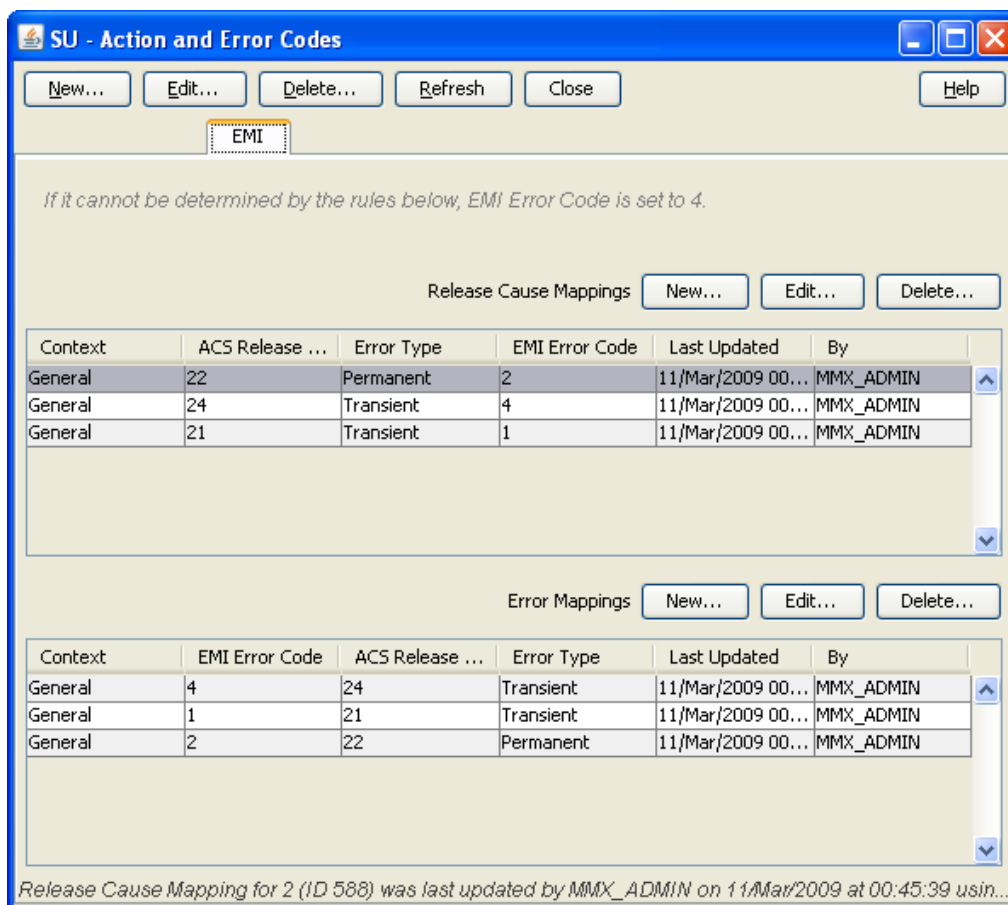 SU - Action and Error Codes
New... Edit... Delete... Refresh Close Help
EMI
If it cannot be determined by the rules below, EMI Error Code is set to 4.
Release Cause Mappings New... Edit... Delete...
Context ACS Release ... Error Type EMI Error Code Last Updated By
General 22 Permanent 2 11/Mar/2009 00... MMX_ADMIN
General 24 Transient 4 11/Mar/2009 00... MMX_ADMIN
General 21 Transient 1 11/Mar/2009 00... MMX_ADMIN
Error Mappings New... Edit... Delete...
Context EMI Error Code ACS Release ... Error Type Last Updated By
General 4 24 Transient 11/Mar/2009 00... MMX_ADMIN
General 1 21 Transient 11/Mar/2009 00... MMX_ADMIN
General 2 22 Permanent 11/Mar/2009 00... MMX_ADMIN
Release Cause Mapping for 2 (ID 588) was last updated by MMX_ADMIN on 11/Mar/2009 at 00:45:39 usin...